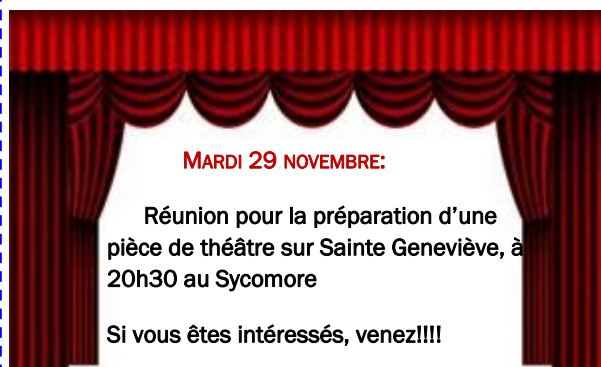 MARDI 29 NOVEMBRE:
Réunion pour la préparation d'une
pièce de théâtre sur Sainte Geneviève, à
20h30 au Sycomore
Si vous êtes intéressés, venez!!!!